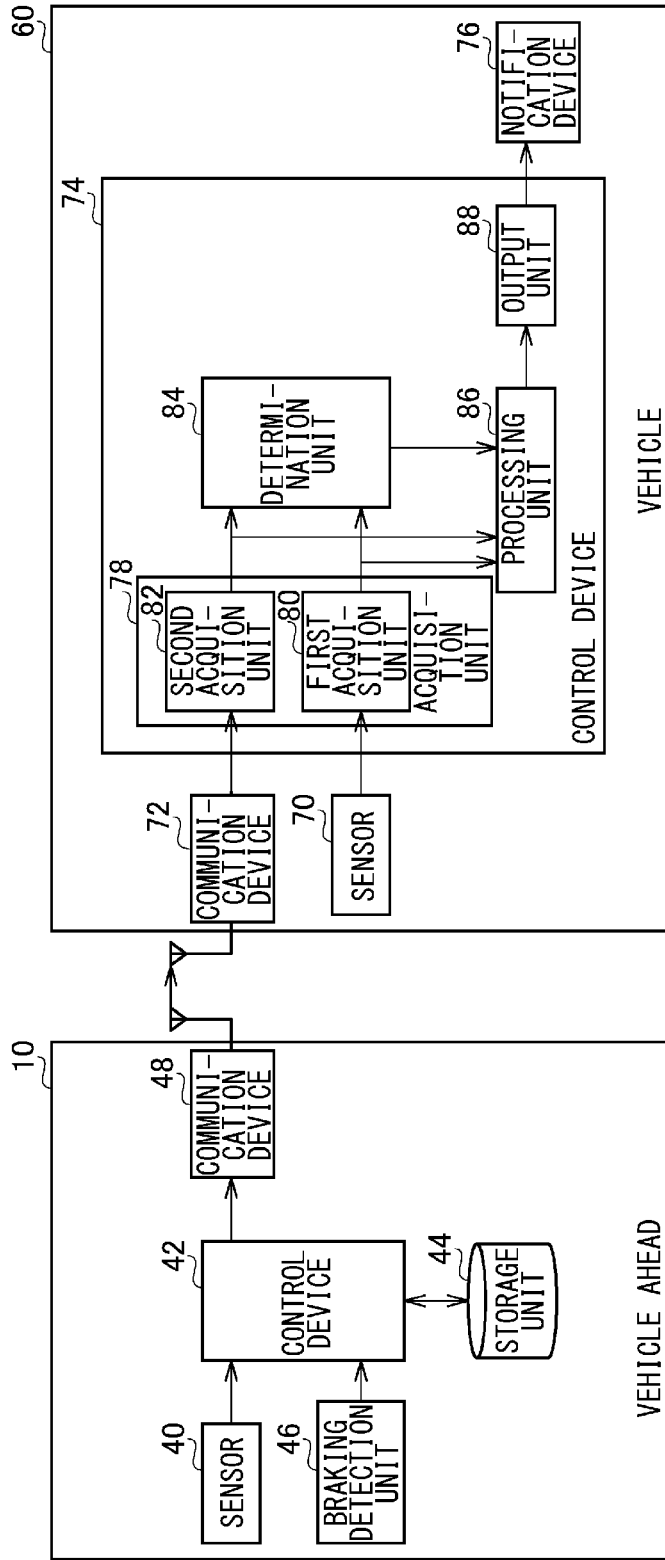 10
40
SENSOR
46
BRAKING
DETECTION
UNIT
42
CONTROL
DEVICE
44
STORAGE
UNIT
48
COMMUNI-
CATION
DEVICE
VEHICLE AHEAD
60
72
COMMUNI-
CATION
DEVICE
70
SENSOR
74
78
82
SECOND
ACQUI-
SITION
UNIT
80
FIRST
ACQUI-
SITION
UNIT
ACQUISI-
TION
UNIT
84
DETERMI-
NATION
UNIT
86
PROCESSING
UNIT
88
OUTPUT
UNIT
CONTROL DEVICE
76
NOTIFI-
CATION
DEVICE
VEHICLE